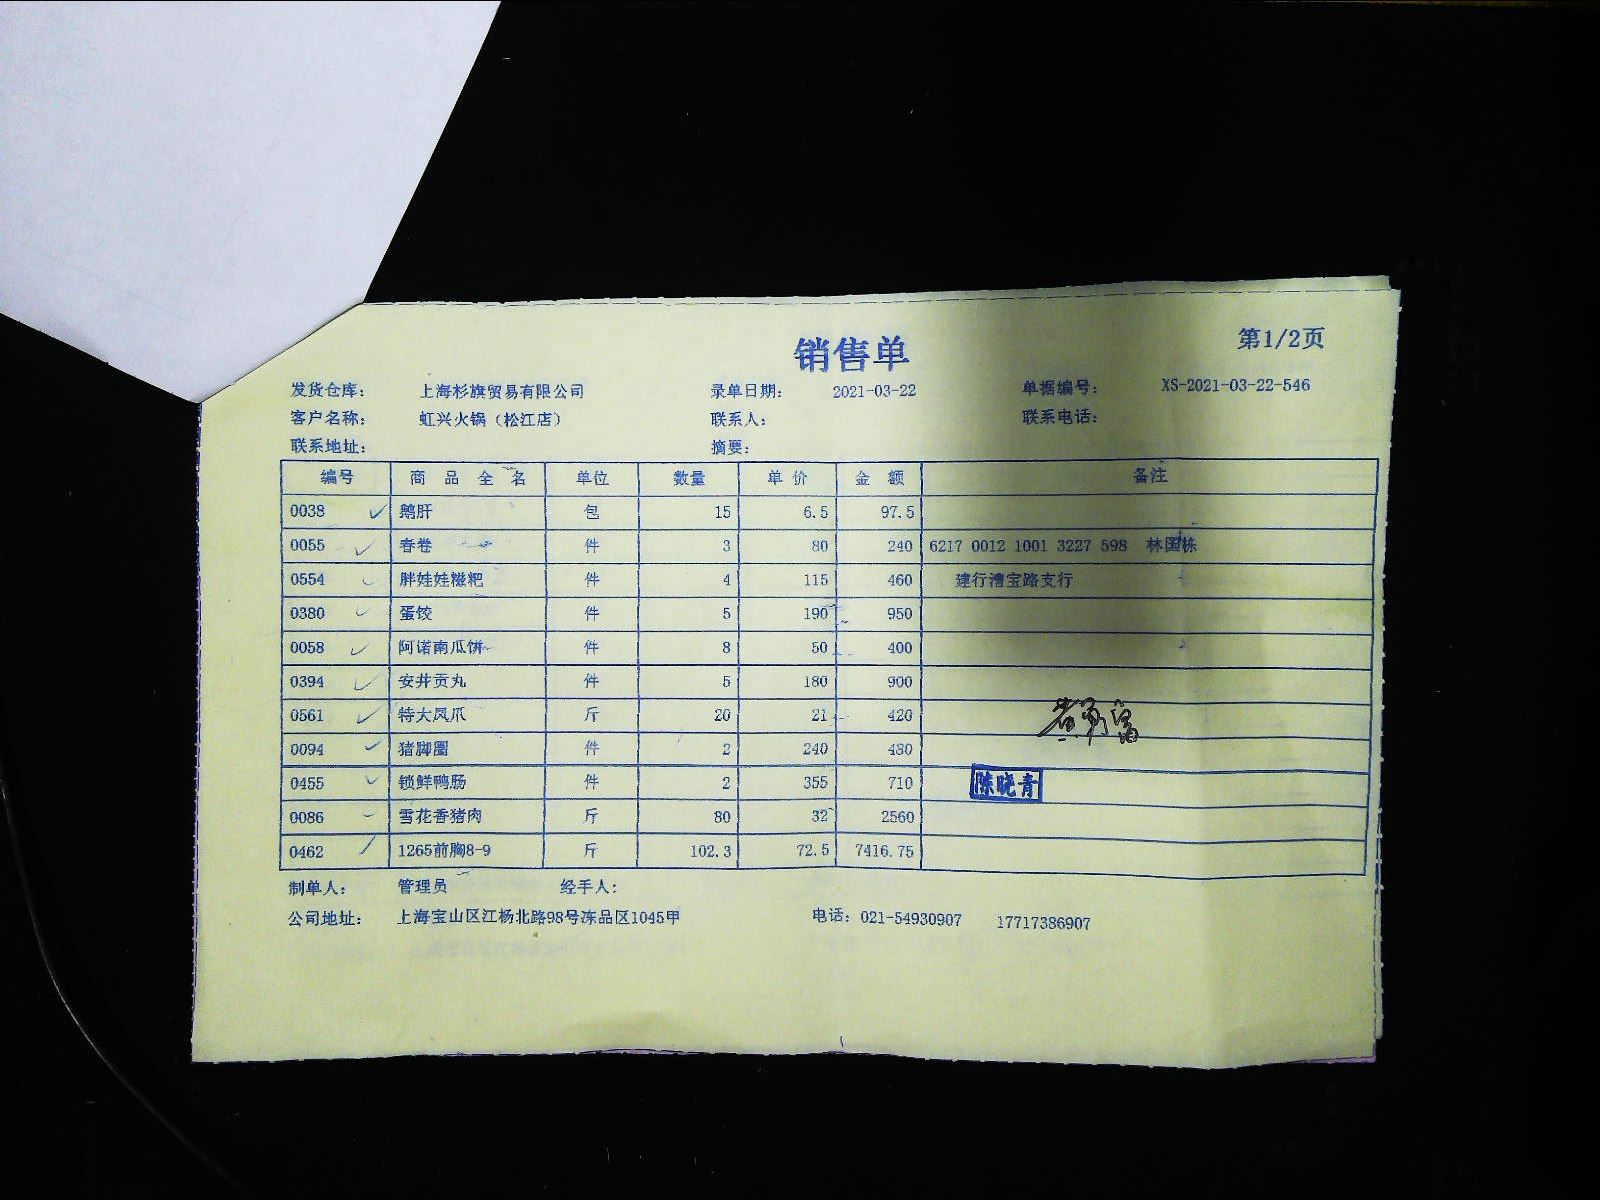 销售单
第1/2页
发货仓库： 上海杉旗贸易有限公司 录单日期： 2021-03-22 单据编号： XS-2021-03-22-546
客户名称： 虹兴火锅（松江店） 联系人： 联系电话：
联系地址： 摘要：
编号 商品全名 单位 数量 单价 金额 备注
0038 鹅肝 包 15 6.5 97.5
0055 春卷 件 3 80 240 6217 0012 1001 3227 598 林国栋
0554 胖娃娃糍粑 件 4 115 460 建行漕宝路支行
0380 蛋饺 件 5 190 950
0058 阿诺南瓜饼 件 8 50 400
0394 安井贡丸 件 5 180 900
0561 特大凤爪 斤 20 21 420
0094 猪脚圈 件 2 240 480
0455 锁鲜鸭肠 件 2 355 710
陈晓青
0086 雪花香猪肉 斤 80 32 2560
0462 1265前胸8-9 斤 102.3 72.5 7416.75
制单人： 管理员 经手人：
公司地址： 上海宝山区江杨北路98号冻品区1045甲 电话：021-54930907 17717386907